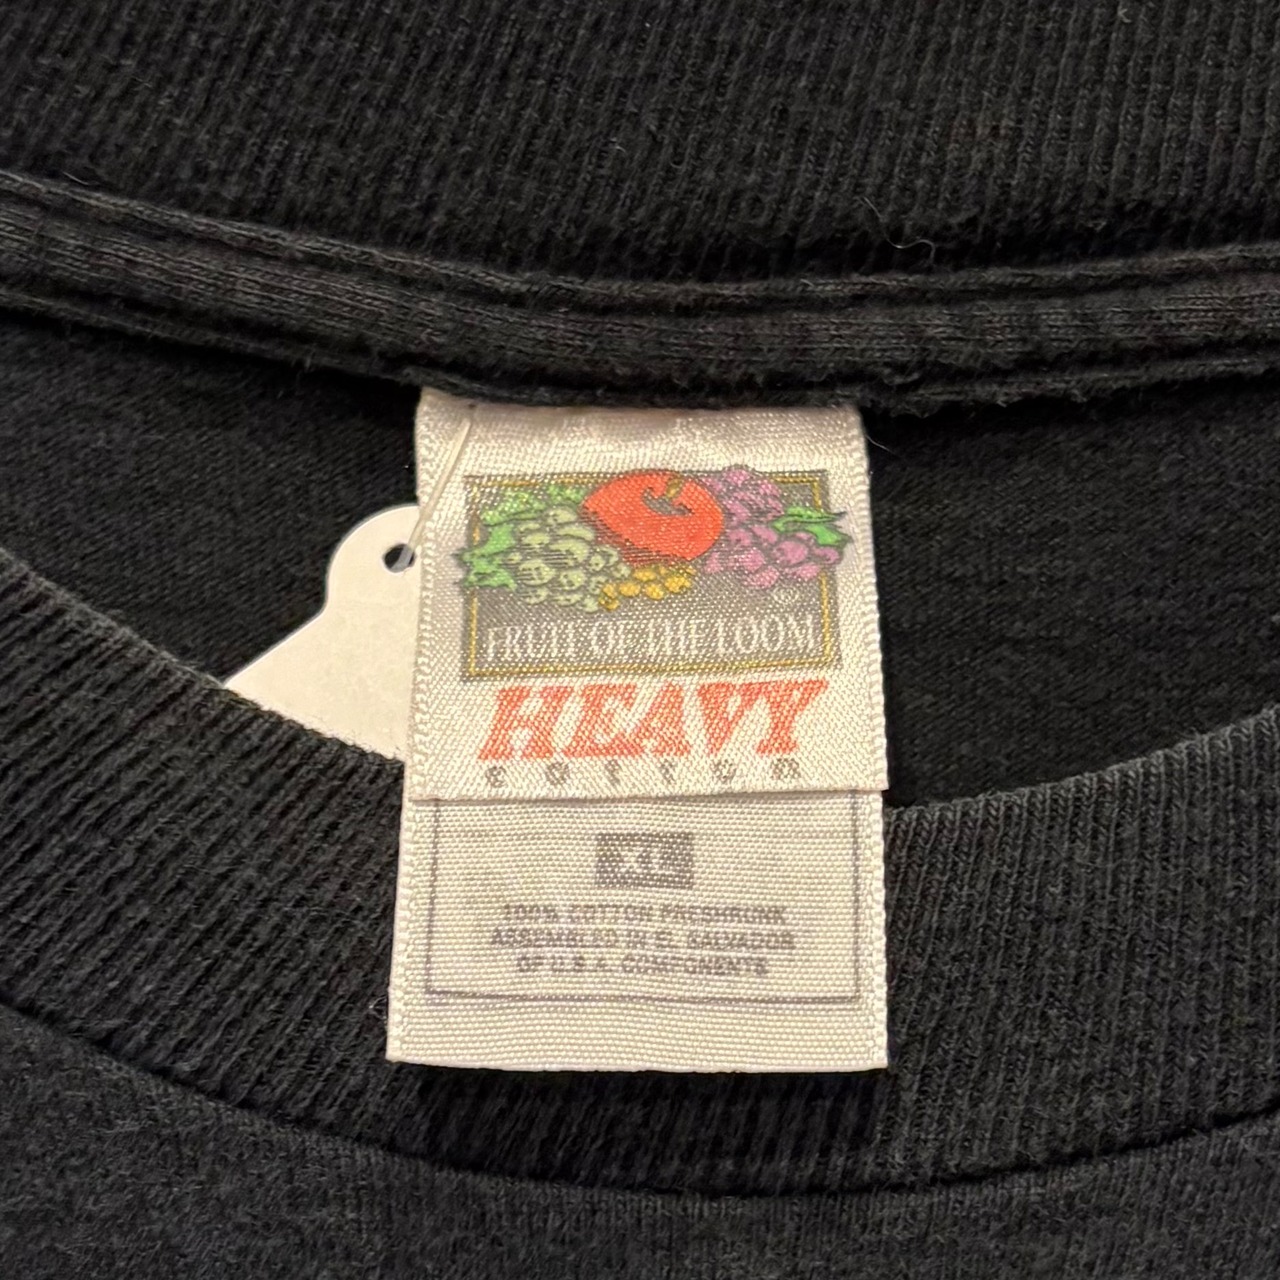 ®
FRUIT OF THE LOOM
HEAVY
COTTON
XL
100% COTTON PRESHRUNK
ASSEMBLED IN EL SALVADOR
OF U.S.A. COMPONENTS